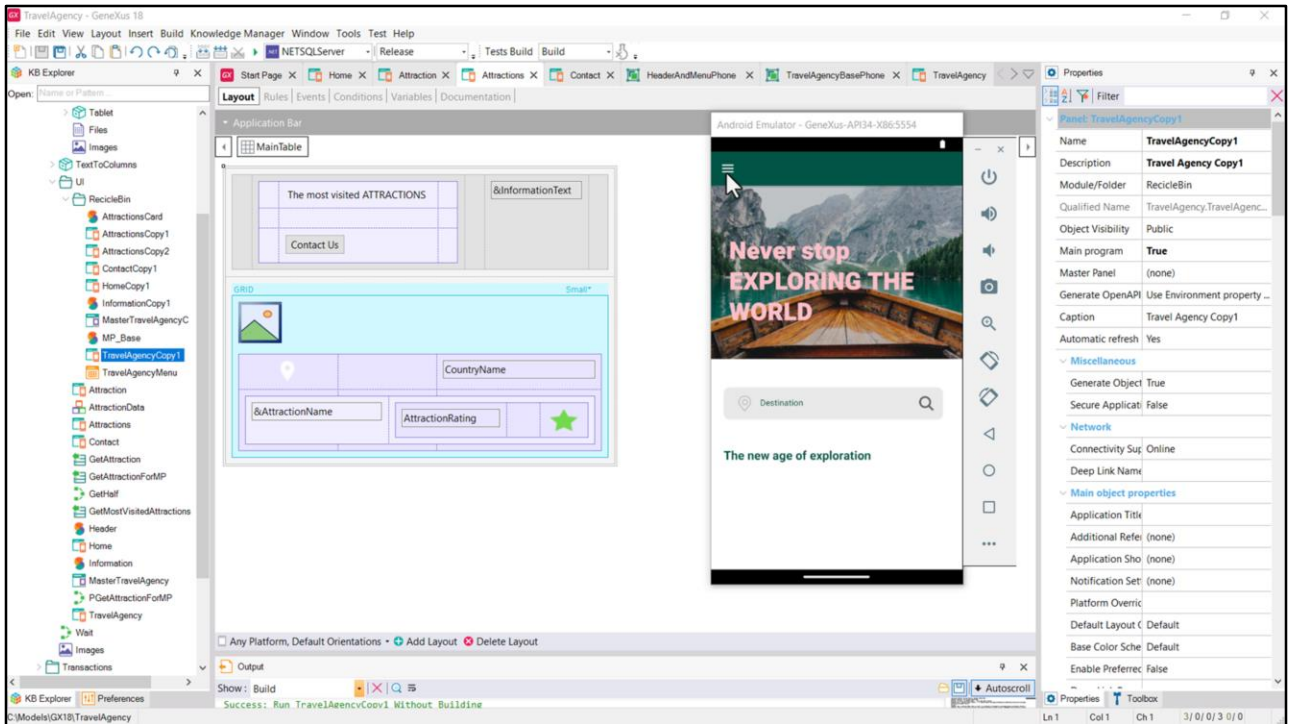 TravelAgency - GeneXus 18
File Edit View Layout Insert Build Knowledge Manager Window Tools Test Help
NETSQLServer Release Tests Build Build
KB Explorer
Open: Name or Pattern...
Tablet
Files
Images
TextToColumns
UI
RecicleBin
AttractionsCard
AttractionsCopy1
AttractionsCopy2
ContactCopy1
HomeCopy1
InformationCopy1
MasterTravelAgencyC
MP_Base
TravelAgencyCopy1
TravelAgencyMenu
Attraction
AttractionData
Attractions
Contact
GetAttraction
GetAttractionForMP
GetHalf
GetMostVisitedAttractions
Header
Home
Information
MasterTravelAgency
PGetAttractionForMP
TravelAgency
Wait
Images
Transactions
KB Explorer Preferences
C:\Models\GX18\TravelAgency
Start Page Home Attraction Attractions Contact HeaderAndMenuPhone TravelAgencyBasePhone TravelAgency
Layout Rules Events Conditions Variables Documentation
Application Bar
MainTable
The most visited ATTRACTIONS
&InformationText
Contact Us
GRID Small*
CountryName
&AttractionName
AttractionRating
Any Platform, Default Orientations Add Layout Delete Layout
Output
Show: Build Autoscroll
Success: Run TravelAgencyCopy1 Without Building
Android Emulator - GeneXus-API34-X86:5554
Never stop
EXPLORING THE
WORLD
Destination
The new age of exploration
Properties
Filter
Panel: TravelAgencyCopy1
Name TravelAgencyCopy1
Description Travel Agency Copy1
Module/Folder RecicleBin
Qualified Name TravelAgency.TravelAgenc...
Object Visibility Public
Main program True
Master Panel (none)
Generate OpenAPI Use Environment property ...
Caption Travel Agency Copy1
Automatic refresh Yes
Miscellaneous
Generate Object True
Secure Applicati False
Network
Connectivity Sup Online
Deep Link Name
Main object properties
Application Title
Additional Refer (none)
Application Sho (none)
Notification Set (none)
Platform Overric
Default Layout ( Default
Base Color Sche Default
Enable Preferrec False
Properties Toolbox
Ln 1 Col 1 Ch 1 3/ 0/ 0/ 3 0/ 0